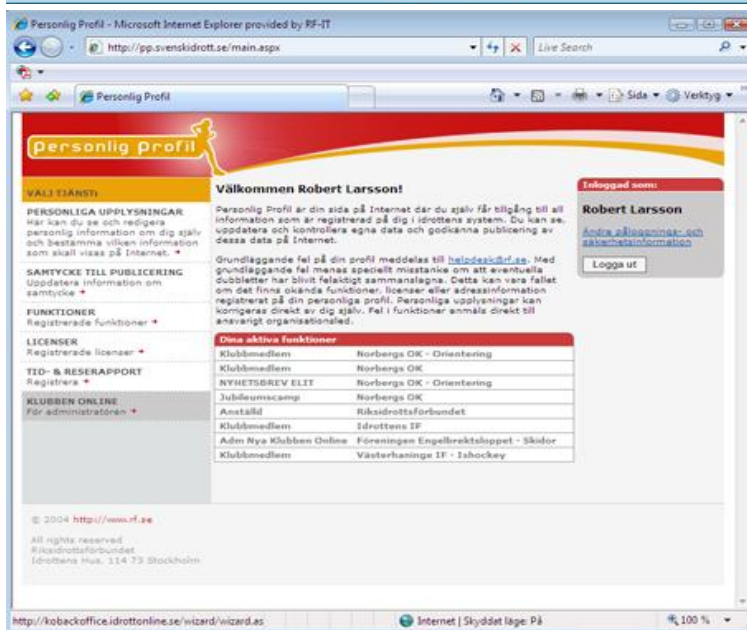 Personlig Profil - Microsoft Internet Explorer provided by RF-IT
http://pp.svenskidrott.se/main.aspx
Live Search
Personlig Profil
Sida
Verktyg
personlig profil
VÄLJ TJÄNST:
PERSONLIGA UPPLYSNINGAR
Här kan du se och redigera
personlig information om dig själv
och bestämma vilken information
som skall visas på Internet.
SAMTYCKE TILL PUBLICERING
Uppdatera information om
samtycke
FUNKTIONER
Registrerade funktioner
LICENSER
Registrerade licenser
TID- & RESERAPPORT
Registrera
KLUBBEN ONLINE
För administratören
Välkommen Robert Larsson!
Personlig Profil är din sida på Internet där du själv får tillgång till all
information som är registrerad på dig i idrottens system. Du kan se,
uppdatera och kontrollera egna data och godkänna publicering av
dessa data på Internet.
Grundläggande fel på din profil meddelas till helpdesk@rf.se. Med
grundläggande fel menas speciellt misstanke om att eventuella
dubbletter har blivit felaktigt sammanslagna. Detta kan vara fallet
om det finns okända funktioner, licenser eller adressinformation
registrerat på din personliga profil. Personliga upplysningar kan
korrigeras direkt av dig själv. Fel i funktioner anmäls direkt till
ansvarigt organisationsled.
Dina aktiva funktioner
Klubbmedlem Norbergs OK - Orientering
Klubbmedlem Norbergs OK
NYHETSBREV ELIT Norbergs OK - Orientering
Jubileumscamp Norbergs OK
Anställd Riksidrottsförbundet
Klubbmedlem Idrottens IF
Adm Nya Klubben Online Föreningen Engelbrektsloppet - Skidor
Klubbmedlem Västerhaninge IF - Ishockey
Inloggad som:
Robert Larsson
Ändra påloggnings- och
säkerhetsinformation
Logga ut
© 2004 http://www.rf.se
All rights reserved
Riksidrottsförbundet
Idrottens Hus, 114 73 Stockholm
http://kobackoffice.idrottonline.se/wizard/wizard.as
Internet | Skyddat läge: På
100 %